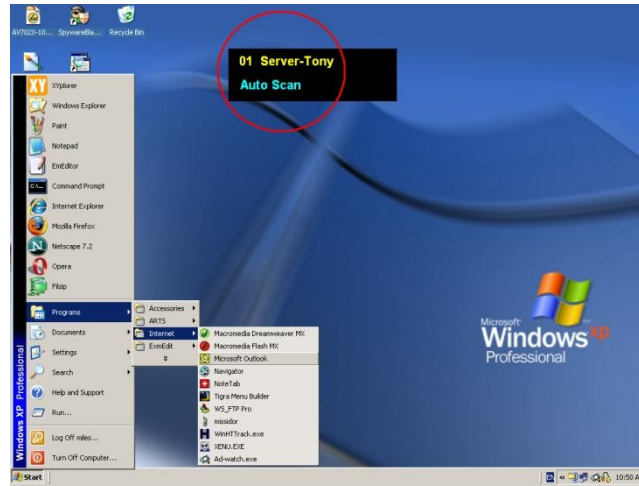 AV702X-10... SpywareBla... Recycle Bin
01 Server-Tony
Auto Scan
XY XYplorer
Windows Explorer
Paint
Notepad
EmEditor
Command Prompt
Internet Explorer
Mozilla Firefox
N Netscape 7.2
Opera
Filzip
Programs
Documents
Settings
Search
Help and Support
Run...
Log Off miles...
Turn Off Computer...
Windows XP Professional
Accessories
ARTS
Internet
ExmEdit
Macromedia Dreamweaver MX
Macromedia Flash MX
Microsoft Outlook
Navigator
NoteTab
Tigra Menu Builder
WS_FTP Pro
missidor
WinHTTrack.exe
XENU.EXE
Ad-watch.exe
Microsoft
Windows xp
Professional
Start
EN
10:50 A